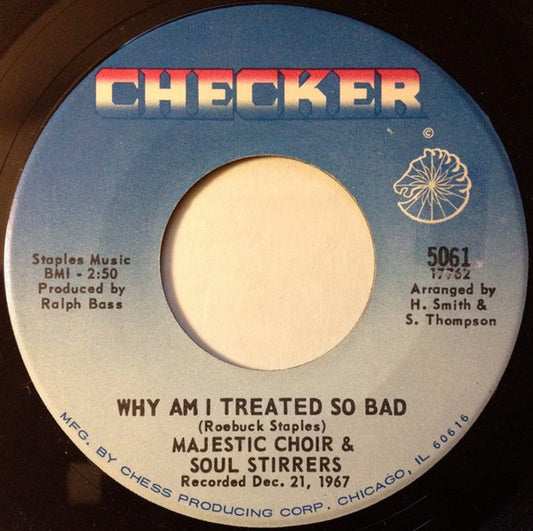 CHECKER
©
Staples Music
BMI - 2:50
Produced by
Ralph Bass
5061
17762
Arranged by
H. Smith &
S. Thompson
WHY AM I TREATED SO BAD
(Roebuck Staples)
MAJESTIC CHOIR &
SOUL STIRRERS
Recorded Dec. 21, 1967
MFG. BY CHESS PRODUCING CORP. CHICAGO, IL 60616